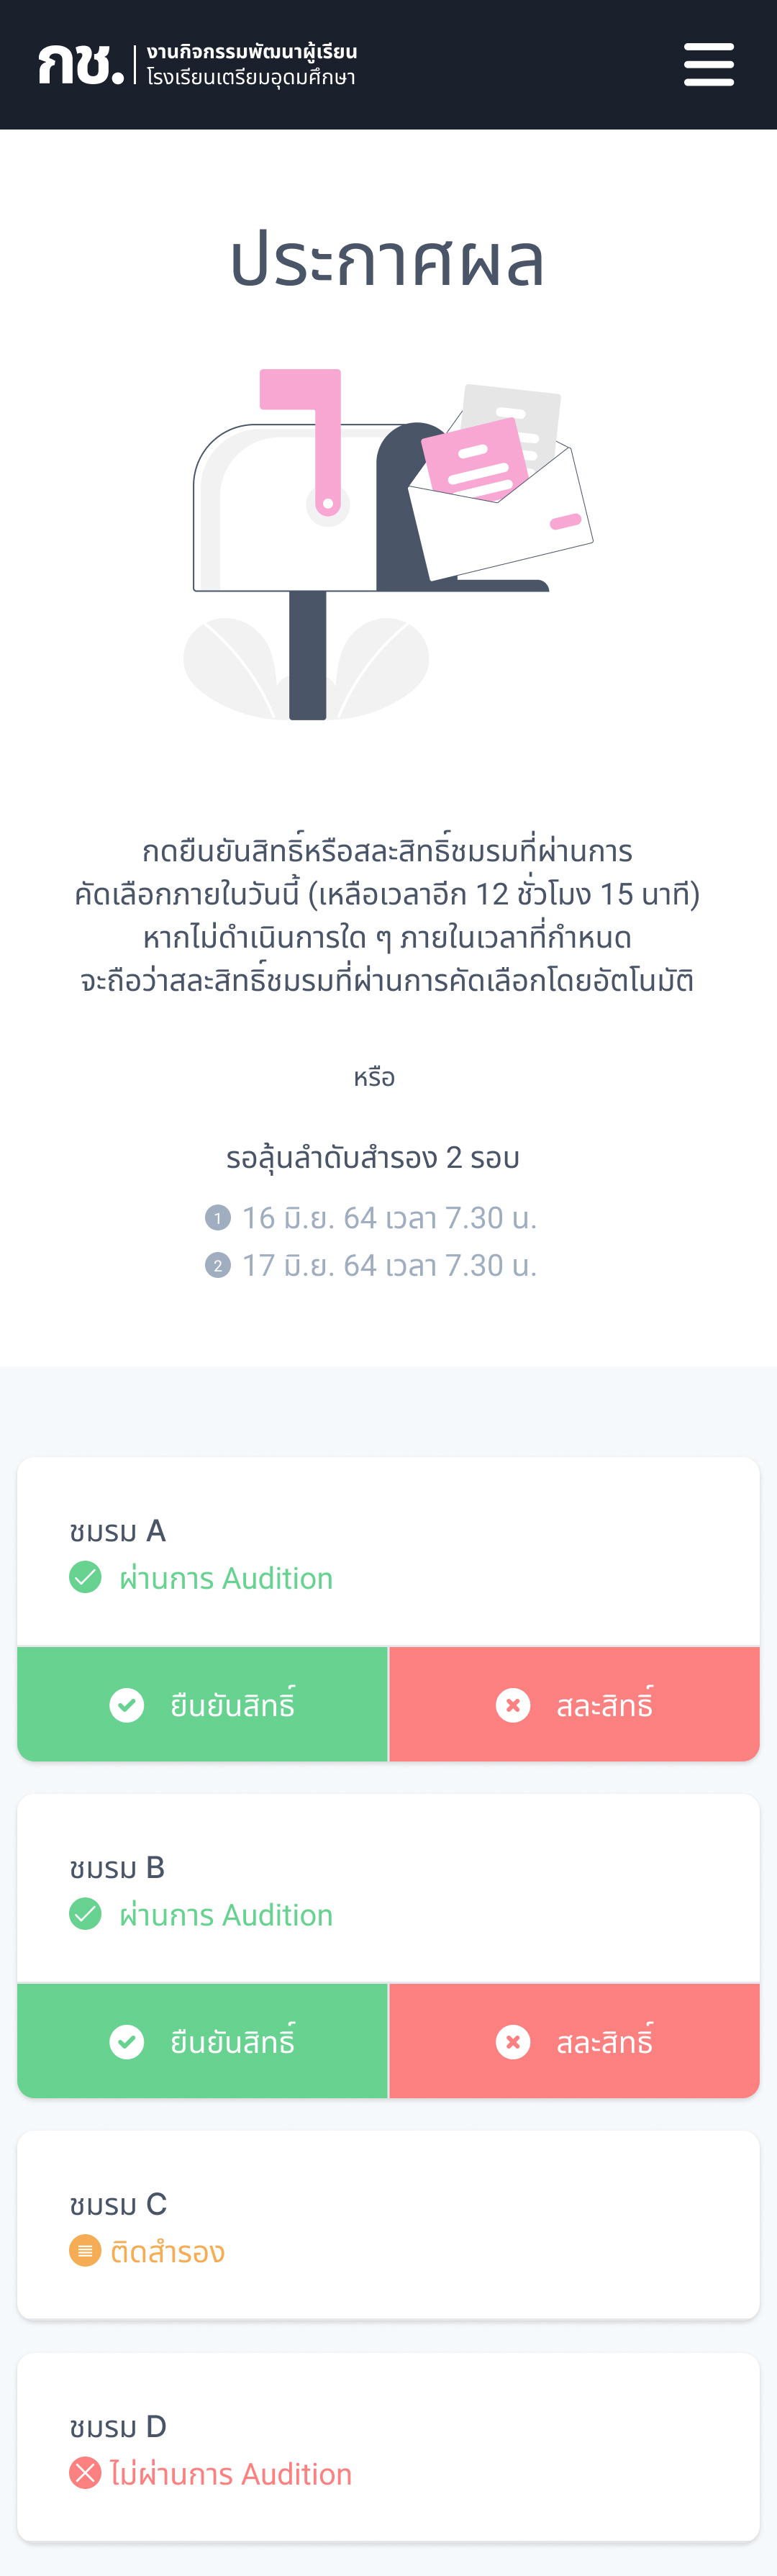 กช.
งานกิจกรรมพัฒนาผู้เรียน
โรงเรียนเตรียมอุดมศึกษา
ประกาศผล
กดยืนยันสิทธิ์หรือสละสิทธิ์ชมรมที่ผ่านการ
คัดเลือกภายในวันนี้ (เหลือเวลาอีก 12 ชั่วโมง 15 นาที)
หากไม่ดำเนินการใด ๆ ภายในเวลาที่กำหนด
จะถือว่าสละสิทธิ์ชมรมที่ผ่านการคัดเลือกโดยอัตโนมัติ
หรือ
รอลุ้นลำดับสำรอง 2 รอบ
1 16 มิ.ย. 64 เวลา 7.30 น.
2 17 มิ.ย. 64 เวลา 7.30 น.
ชมรม A
ผ่านการ Audition
ยืนยันสิทธิ์ สละสิทธิ์
ชมรม B
ผ่านการ Audition
ยืนยันสิทธิ์ สละสิทธิ์
ชมรม C
ติดสำรอง
ชมรม D
ไม่ผ่านการ Audition